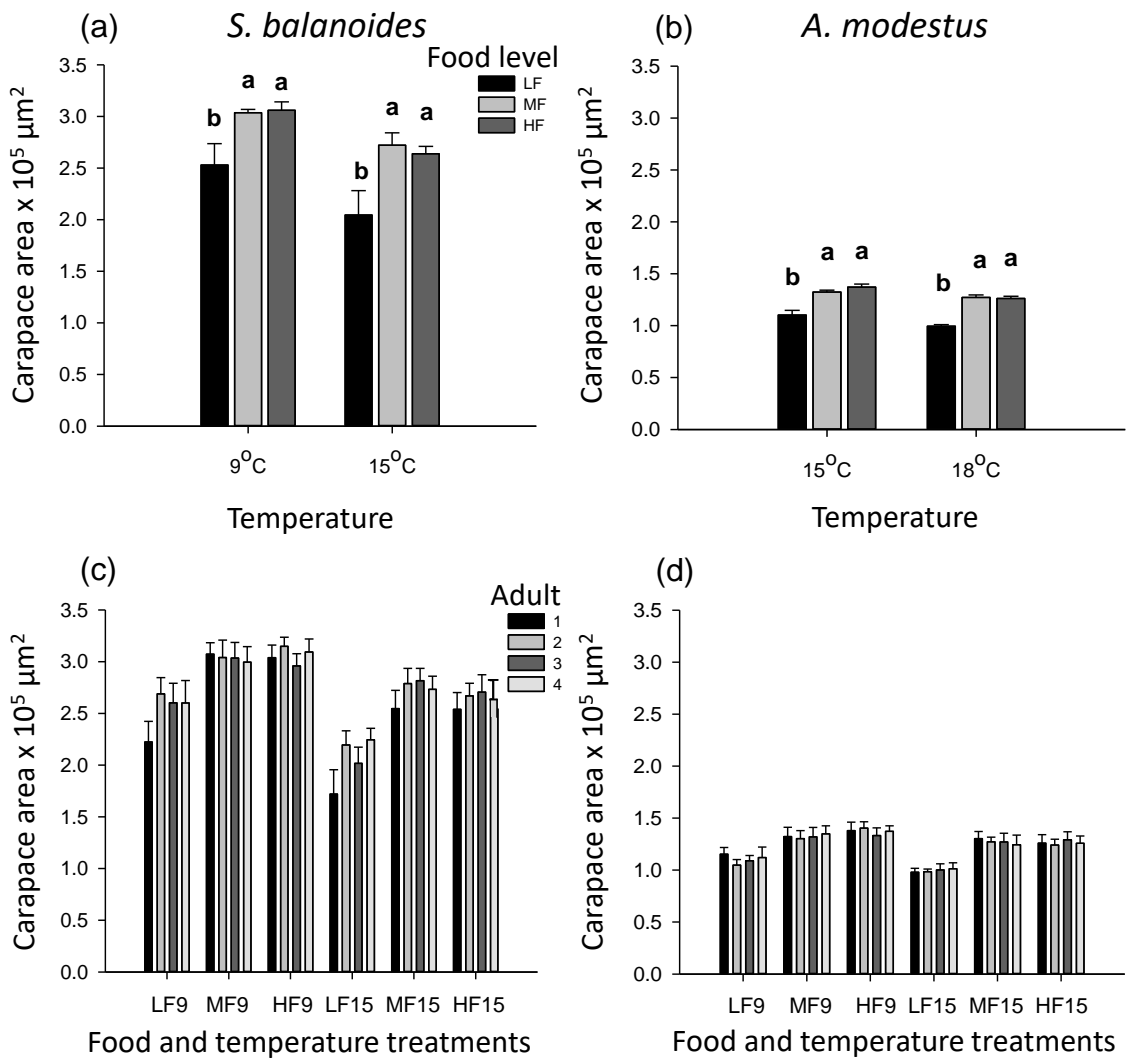 (a)
S. balanoides
Food level
LF
MF
HF
3.5
3.0
2.5
2.0
1.5
1.0
0.5
0.0
Carapace area x 10⁵ µm²
b a a
b a a
9°C 15°C
Temperature
(b)
A. modestus
3.5
3.0
2.5
2.0
1.5
1.0
0.5
0.0
Carapace area x 10⁵ µm²
b a a
b a a
15°C 18°C
Temperature
(c)
Adult
1
2
3
4
3.5
3.0
2.5
2.0
1.5
1.0
0.5
0.0
Carapace area x 10⁵ µm²
LF9 MF9 HF9 LF15 MF15 HF15
Food and temperature treatments
(d)
3.5
3.0
2.5
2.0
1.5
1.0
0.5
0.0
Carapace area x 10⁵ µm²
LF9 MF9 HF9 LF15 MF15 HF15
Food and temperature treatments